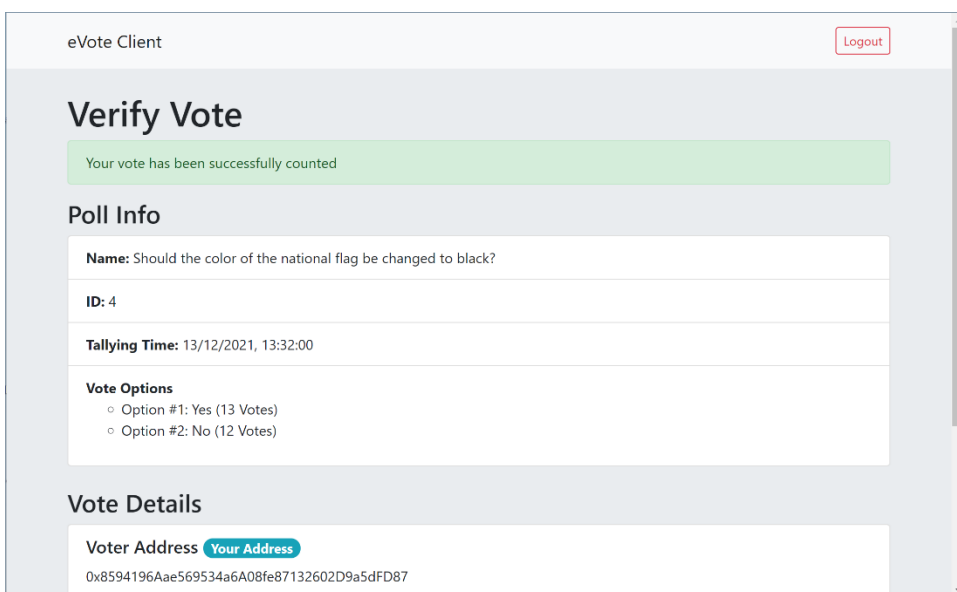 eVote Client
Logout
Verify Vote
Your vote has been successfully counted
Poll Info
Name: Should the color of the national flag be changed to black?
ID: 4
Tallying Time: 13/12/2021, 13:32:00
Vote Options
Option #1: Yes (13 Votes)
Option #2: No (12 Votes)
Vote Details
Voter Address Your Address
0x8594196Aae569534a6A08fe87132602D9a5dFD87